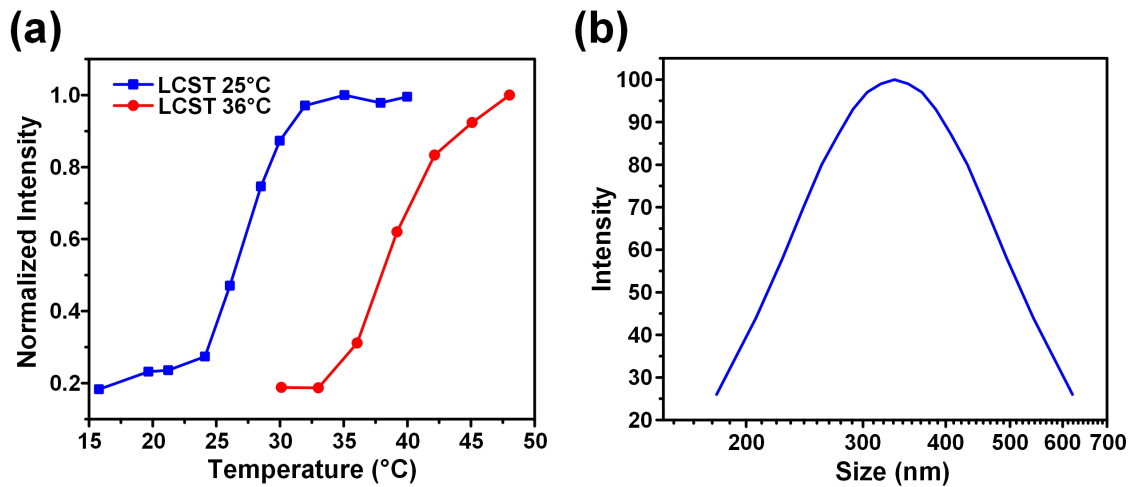 (a)
LCST 25°C
LCST 36°C
Normalized Intensity
1.0
0.8
0.6
0.4
0.2
15 20 25 30 35 40 45 50
Temperature (°C)
(b)
Intensity
100
90
80
70
60
50
40
30
20
200 300 400 500 600 700
Size (nm)